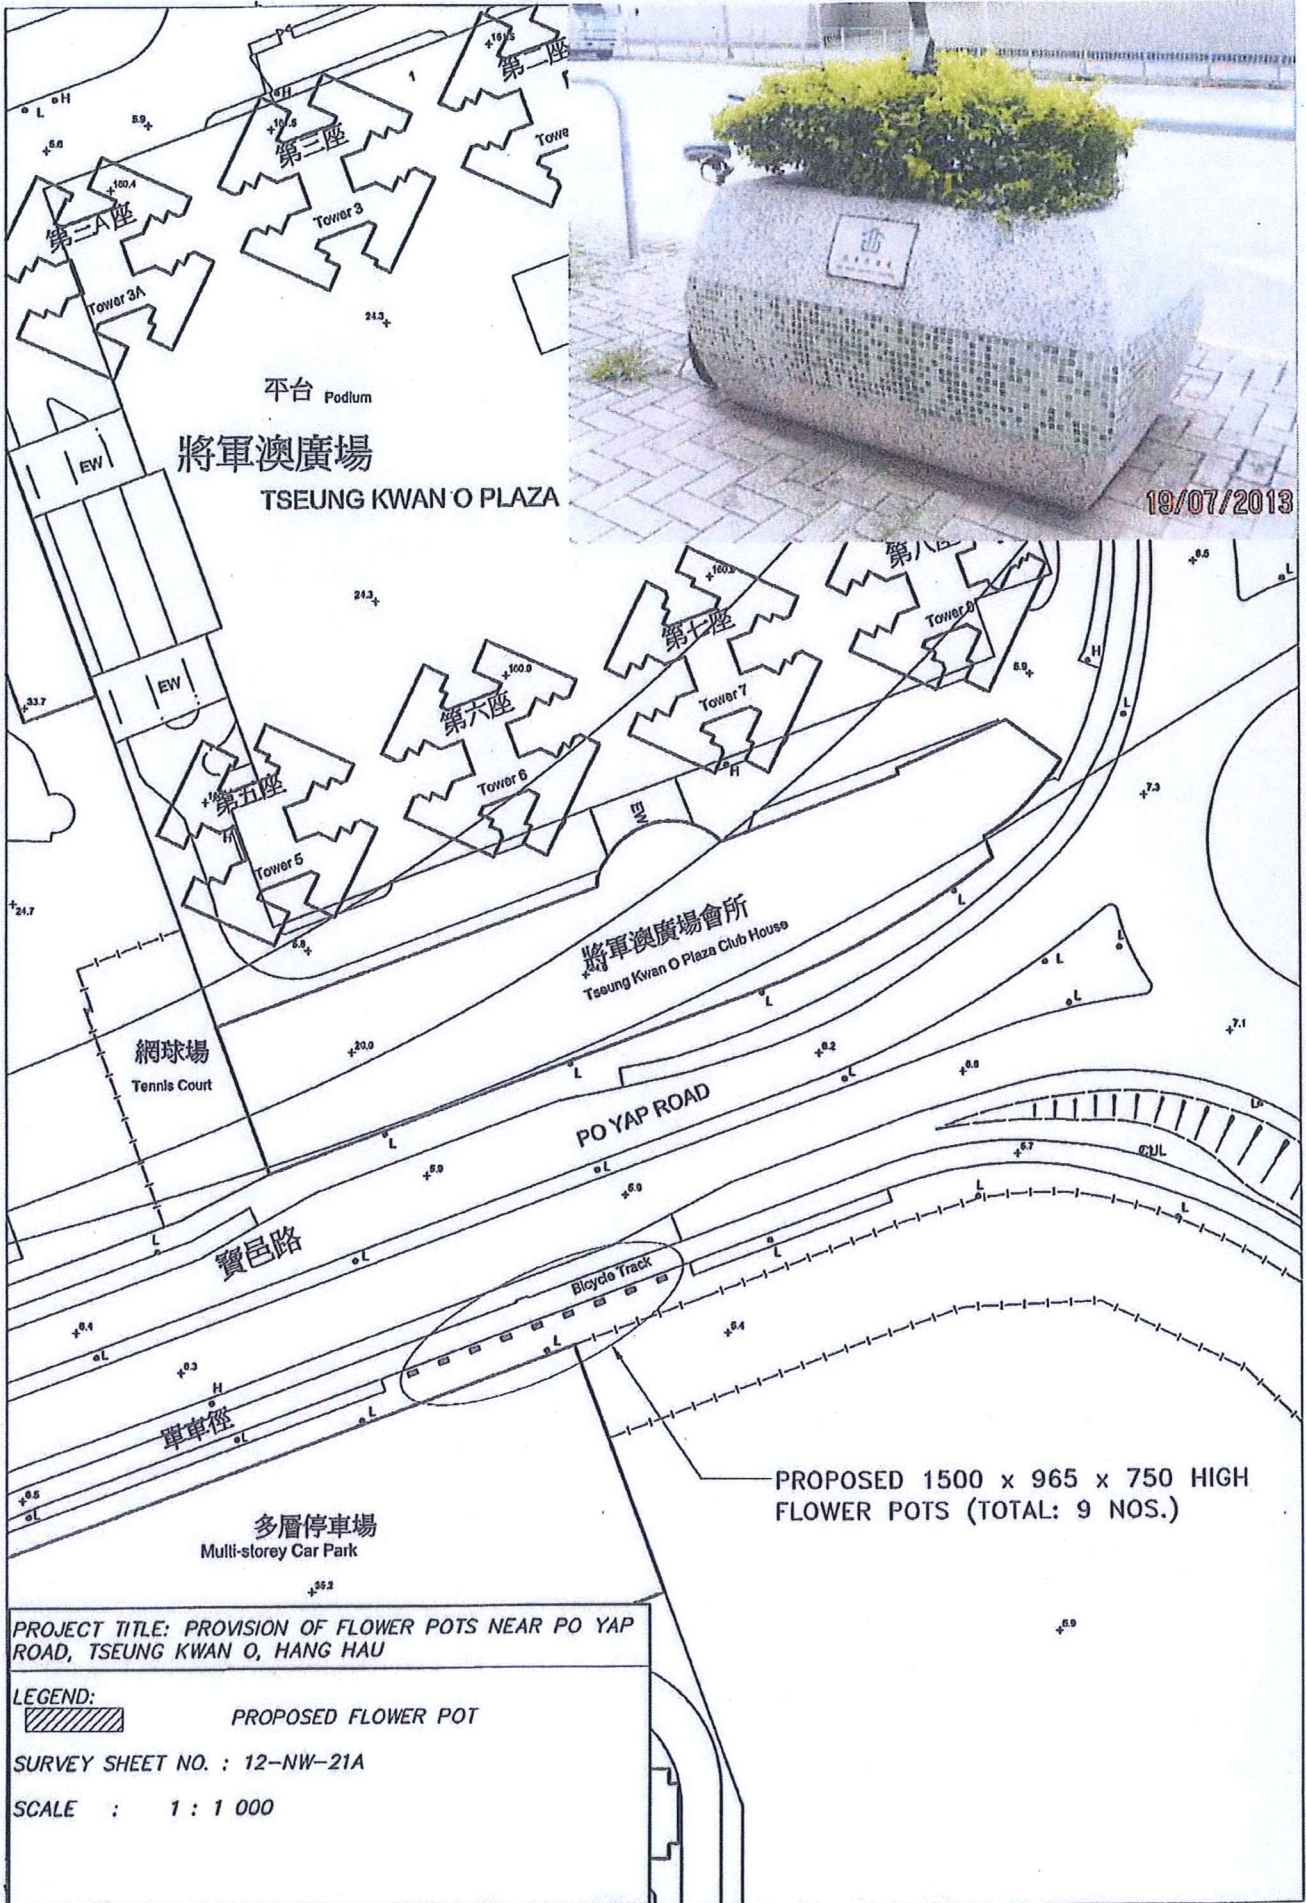 第二座
Tower
第三座
Tower 3
第三A座
Tower 3A
19/07/2013
平台 Podium
將軍澳廣場
TSEUNG KWAN O PLAZA
EW
EW
第八座
第七座
Tower 7
第六座
Tower 6
第五座
Tower 5
EW
將軍澳廣場會所
Tseung Kwan O Plaza Club House
網球場
Tennis Court
PO YAP ROAD
寶邑路
Bicycle Track
單車徑
PROPOSED 1500 x 965 x 750 HIGH
FLOWER POTS (TOTAL: 9 NOS.)
多層停車場
Multi-storey Car Park
PROJECT TITLE: PROVISION OF FLOWER POTS NEAR PO YAP
ROAD, TSEUNG KWAN O, HANG HAU
LEGEND:
PROPOSED FLOWER POT
SURVEY SHEET NO. : 12-NW-21A
SCALE : 1 : 1 000